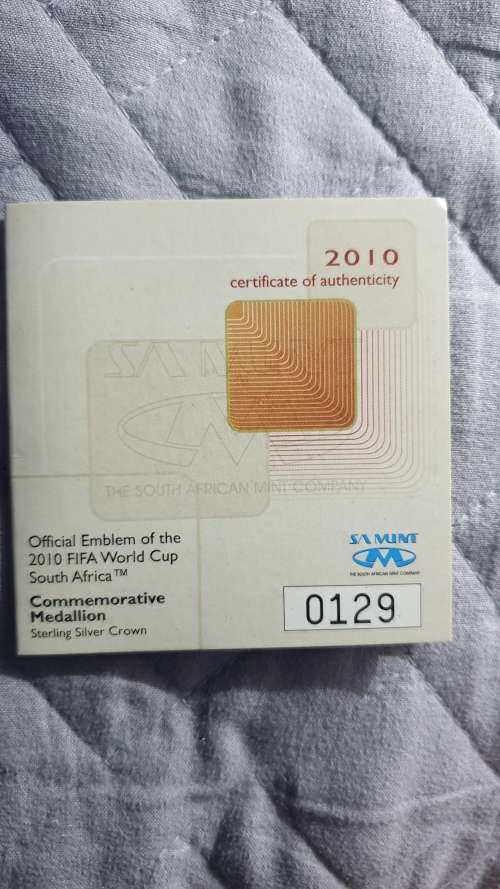 2010
certificate of authenticity
SA MINT
THE SOUTH AFRICAN MINT COMPANY
Official Emblem of the
2010 FIFA World Cup
South Africa™
Commemorative
Medallion
Sterling Silver Crown
SA MINT
THE SOUTH AFRICAN MINT COMPANY
0129